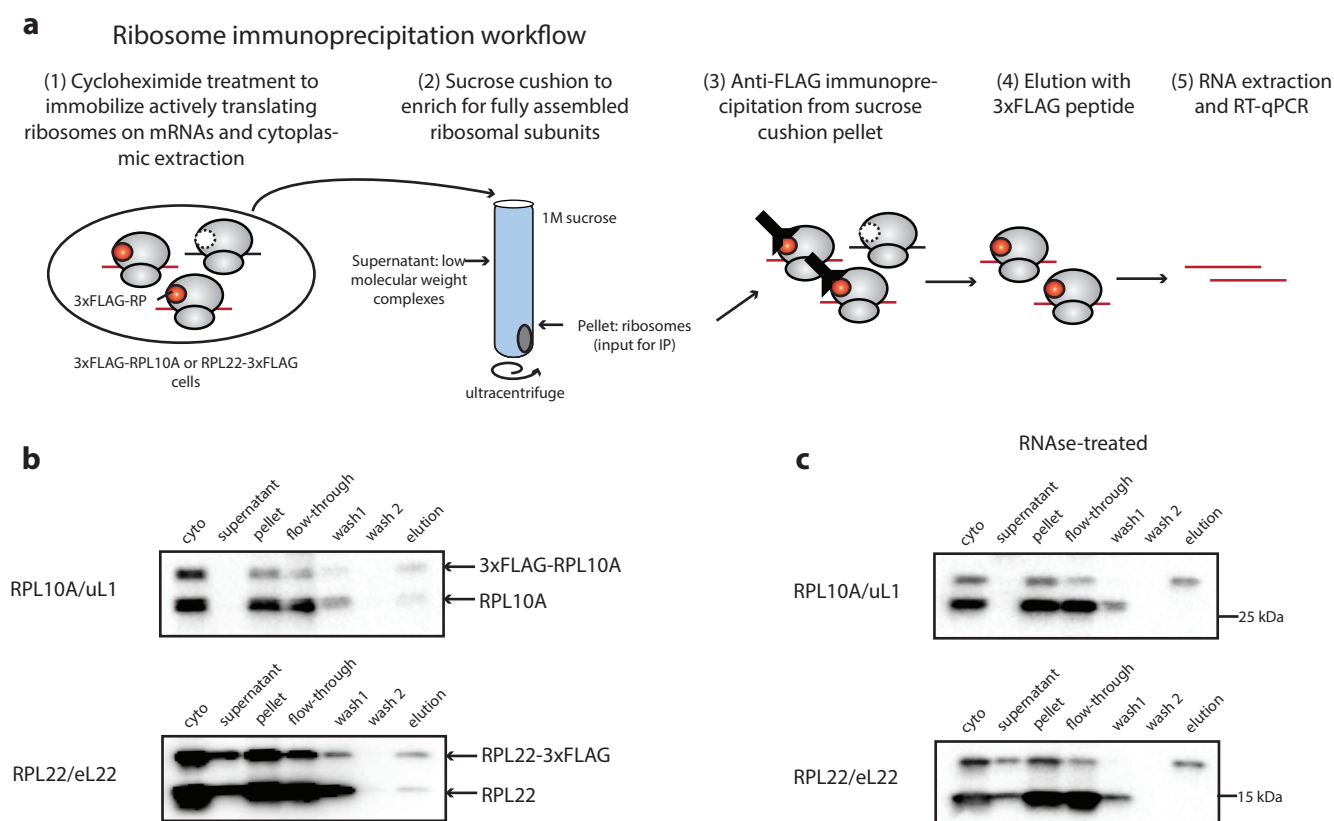 a
Ribosome immunoprecipitation workflow
(1) Cycloheximide treatment to
immobilize actively translating
ribosomes on mRNAs and cytoplas-
mic extraction
(2) Sucrose cushion to
enrich for fully assembled
ribosomal subunits
(3) Anti-FLAG immunopre-
cipitation from sucrose
cushion pellet
(4) Elution with
3xFLAG peptide
(5) RNA extraction
and RT-qPCR
3xFLAG-RP
3xFLAG-RPL10A or RPL22-3xFLAG
cells
1M sucrose
Supernatant: low
molecular weight
complexes
Pellet: ribosomes
(input for IP)
ultracentrifuge
b
cyto
supernatant
pellet
flow-through
wash1
wash 2
elution
RPL10A/uL1
3xFLAG-RPL10A
RPL10A
cyto
supernatant
pellet
flow-through
wash1
wash 2
elution
RPL22/eL22
RPL22-3xFLAG
RPL22
c
RNAse-treated
cyto
supernatant
pellet
flow-through
wash1
wash 2
elution
RPL10A/uL1
25 kDa
cyto
supernatant
pellet
flow-through
wash1
wash 2
elution
RPL22/eL22
15 kDa